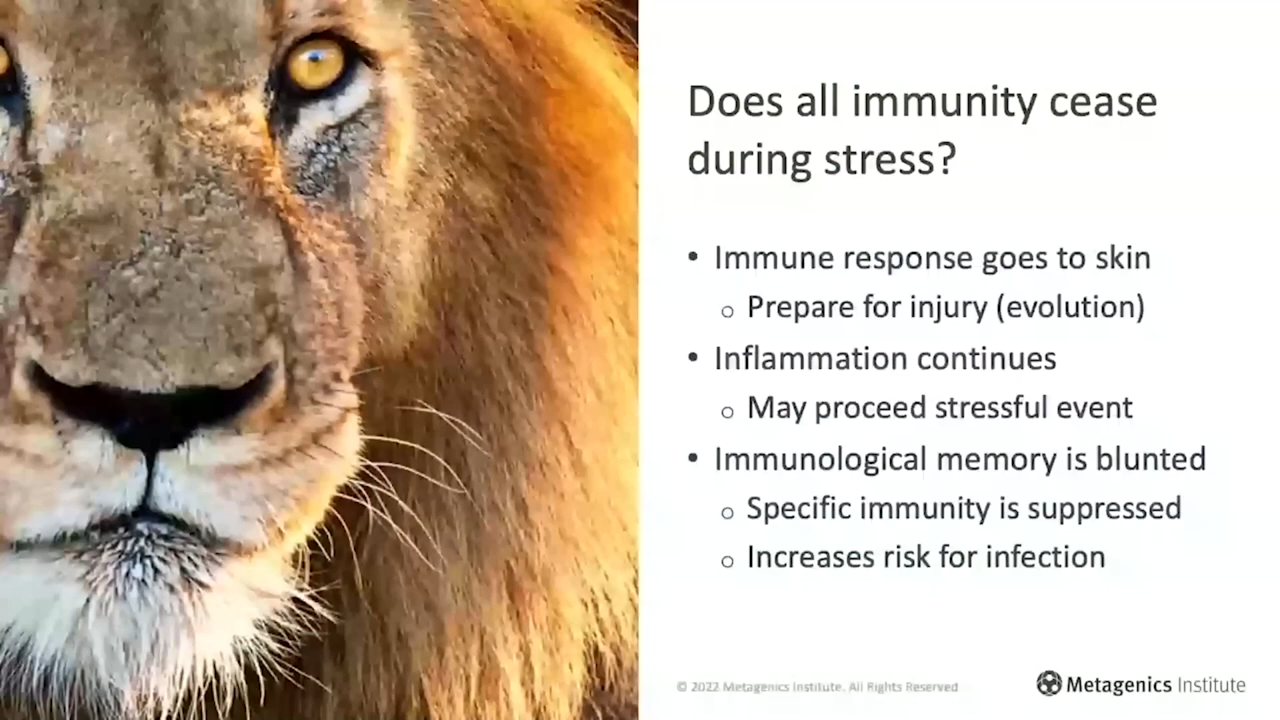 Does all immunity cease
during stress?
• Immune response goes to skin
o Prepare for injury (evolution)
• Inflammation continues
o May proceed stressful event
• Immunological memory is blunted
o Specific immunity is suppressed
o Increases risk for infection
© 2022 Metagenics Institute. All Rights Reserved
Metagenics Institute